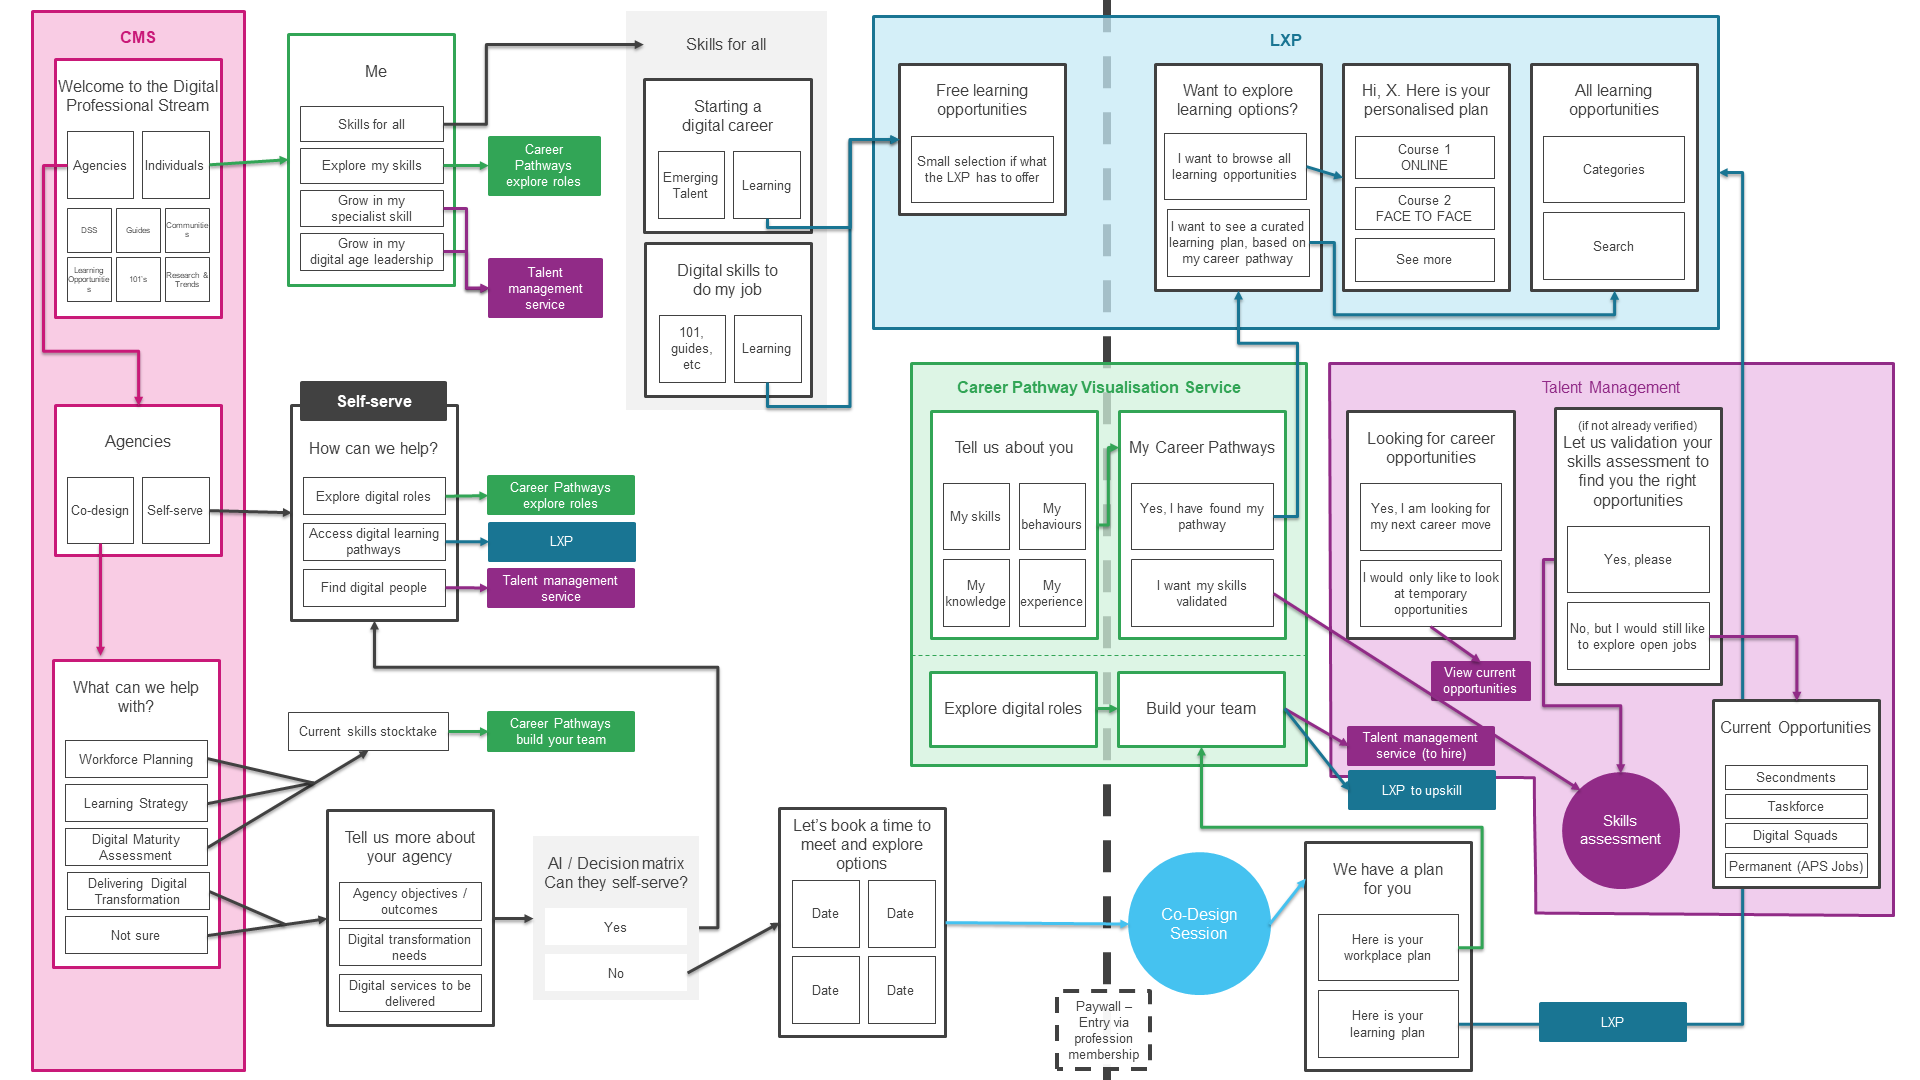 CMS
Welcome to the Digital
Professional Stream
Agencies
Individuals
DSS
Guides
Communitie
s
Learning
Opportunitie
s
101's
Research &
Trends
Agencies
Co-design
Self-serve
What can we help
with?
Workforce Planning
Learning Strategy
Digital Maturity
Assessment
Delivering Digital
Transformation
Not sure
Me
Skills for all
Explore my skills
Grow in my
specialist skill
Grow in my
digital age leadership
Career
Pathways
explore roles
Talent
management
service
Self-serve
How can we help?
Explore digital roles
Access digital learning
pathways
Find digital people
Career Pathways
explore roles
LXP
Talent management
service
Current skills stocktake
Career Pathways
build your team
Tell us more about
your agency
Agency objectives /
outcomes
Digital transformation
needs
Digital services to be
delivered
AI / Decision matrix
Can they self-serve?
Yes
No
Let's book a time to
meet and explore
options
Date
Date
Date
Date
Skills for all
Starting a
digital career
Emerging
Talent
Learning
Digital skills to
do my job
101,
guides,
etc
Learning
LXP
Free learning
opportunities
Small selection if what
the LXP has to offer
Want to explore
learning options?
I want to browse all
learning opportunities
I want to see a curated
learning plan, based on
my career pathway
Hi, X. Here is your
personalised plan
Course 1
ONLINE
Course 2
FACE TO FACE
See more
All learning
opportunities
Categories
Search
Career Pathway Visualisation Service
Tell us about you
My skills
My
behaviours
My
knowledge
My
experience
My Career Pathways
Yes, I have found my
pathway
I want my skills
validated
Explore digital roles
Build your team
Talent Management
Looking for career
opportunities
Yes, I am looking for
my next career move
I would only like to look
at temporary
opportunities
View current
opportunities
(if not already verified)
Let us validation your
skills assessment to
find you the right
opportunities
Yes, please
No, but I would still like
to explore open jobs
Talent management
service (to hire)
LXP to upskill
Skills
assessment
Current Opportunities
Secondments
Taskforce
Digital Squads
Permanent (APS Jobs)
Co-Design
Session
We have a plan
for you
Here is your
workplace plan
Here is your
learning plan
LXP
Paywall –
Entry via
profession
membership